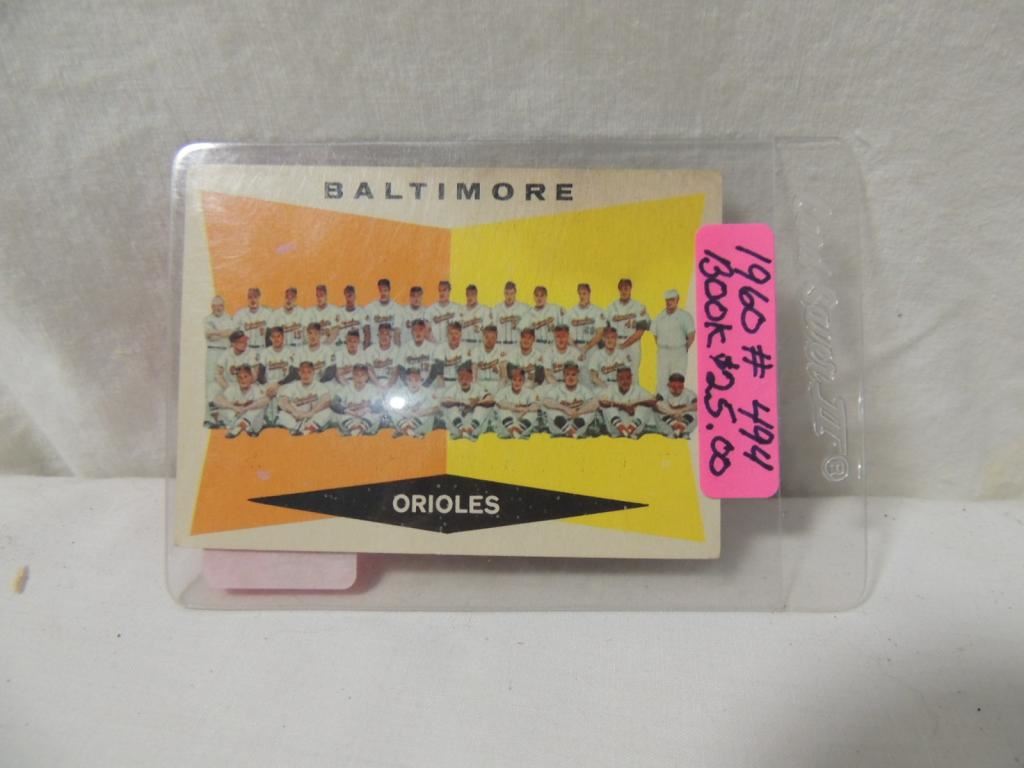 BALTIMORE
ORIOLES
1960 # 494
BOOK $25.00